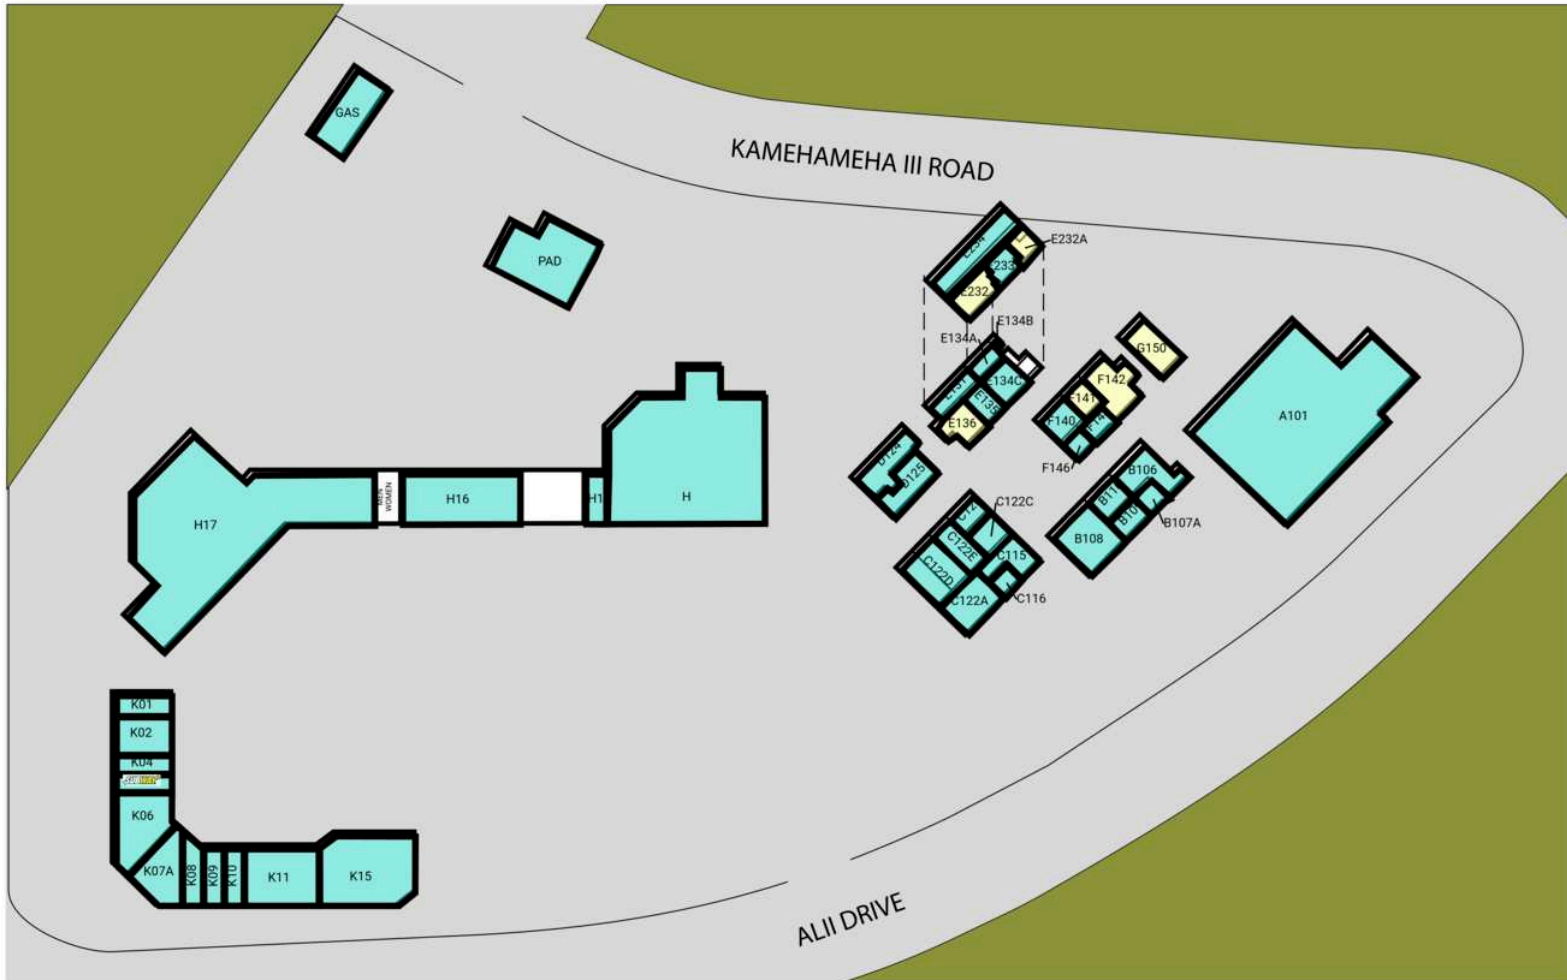 GAS
KAMEHAMEHA III ROAD
PAD
E232A
E232
E134B
E134A
E134C
E135
E136
G150
F142
F141
F140
F146
A101
D124
D125
B106
B107A
B108
C122C
C122E
C115
C122D
C122A
C116
MEN
WOMEN
H16
H
H17
K01
K02
K04
SUBWAY
K06
K07A
K08
K09
K10
K11
K15
ALII DRIVE